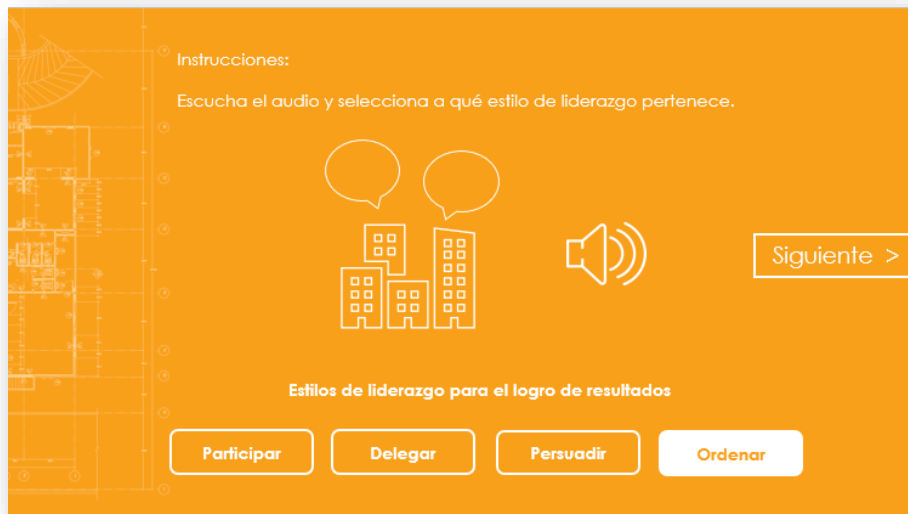 Instrucciones:
Escucha el audio y selecciona a qué estilo de liderazgo pertenece.
Siguiente >
Estilos de liderazgo para el logro de resultados
Participar
Delegar
Persuadir
Ordenar